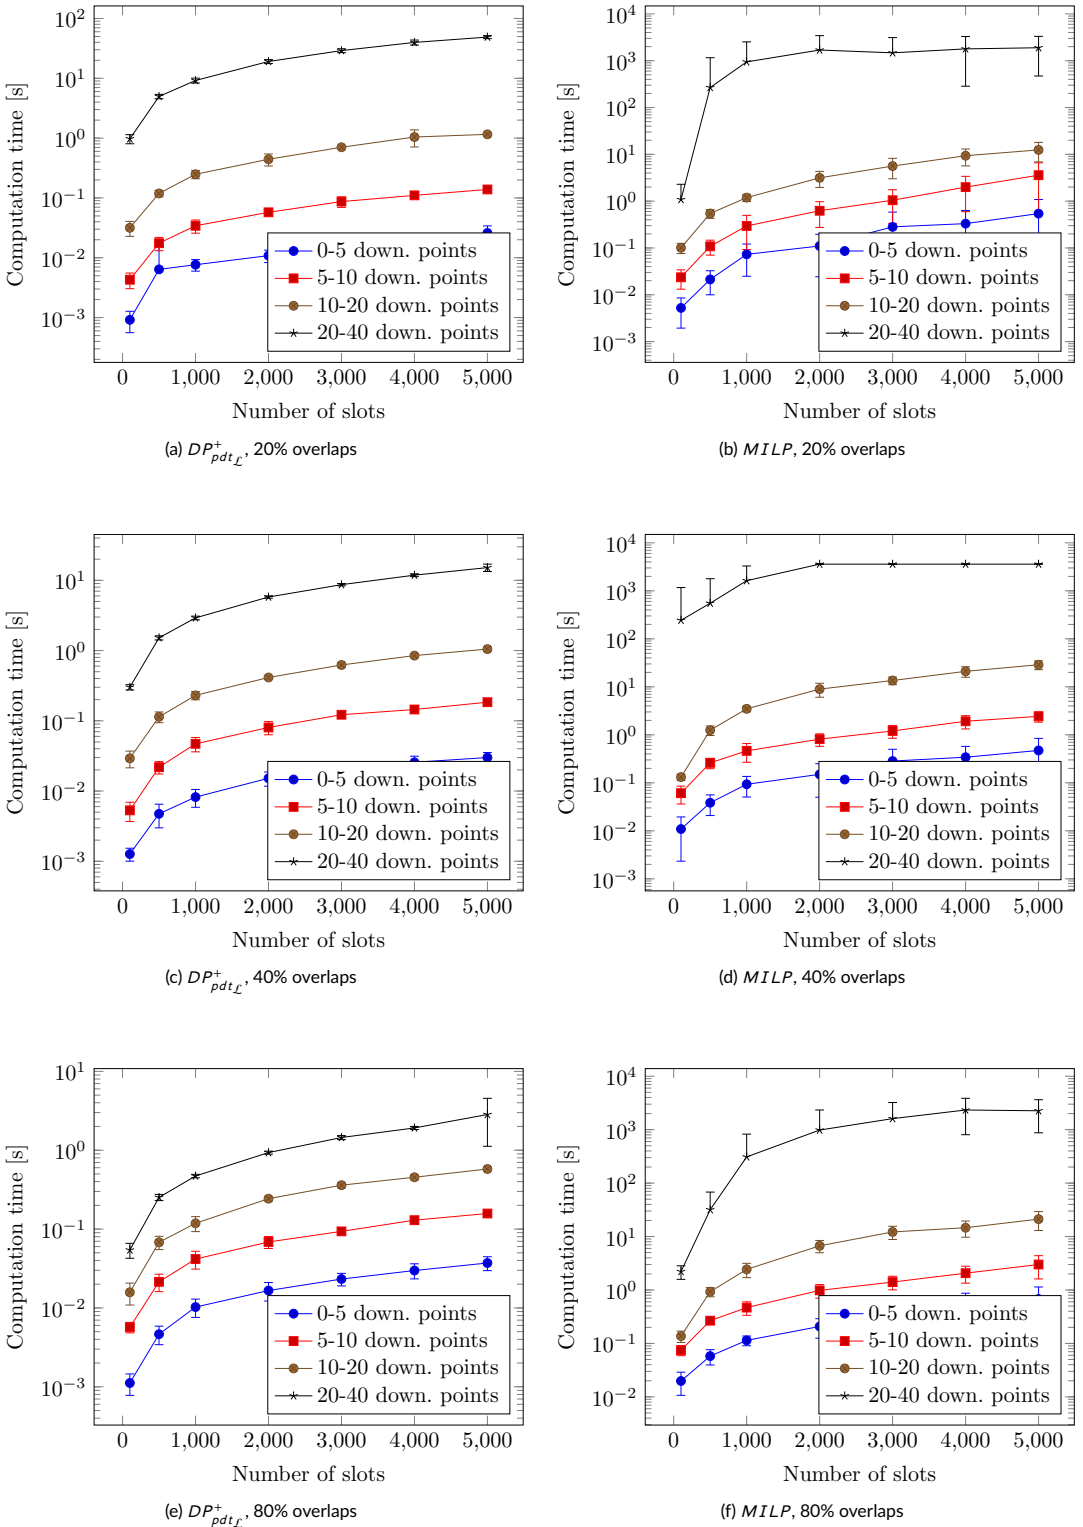 10^2
10^1
10^0
10^−1
10^−2
10^−3
Computation time [s]
0-5 down. points
5-10 down. points
10-20 down. points
20-40 down. points
0 1,000 2,000 3,000 4,000 5,000
Number of slots
(a) DP^+_{pdt_ℒ}, 20% overlaps
10^4
10^3
10^2
10^1
10^0
10^−1
10^−2
10^−3
Computation time [s]
0-5 down. points
5-10 down. points
10-20 down. points
20-40 down. points
0 1,000 2,000 3,000 4,000 5,000
Number of slots
(b) MILP, 20% overlaps
10^1
10^0
10^−1
10^−2
10^−3
Computation time [s]
0-5 down. points
5-10 down. points
10-20 down. points
20-40 down. points
0 1,000 2,000 3,000 4,000 5,000
Number of slots
(c) DP^+_{pdt_ℒ}, 40% overlaps
10^4
10^3
10^2
10^1
10^0
10^−1
10^−2
10^−3
Computation time [s]
0-5 down. points
5-10 down. points
10-20 down. points
20-40 down. points
0 1,000 2,000 3,000 4,000 5,000
Number of slots
(d) MILP, 40% overlaps
10^1
10^0
10^−1
10^−2
10^−3
Computation time [s]
0-5 down. points
5-10 down. points
10-20 down. points
20-40 down. points
0 1,000 2,000 3,000 4,000 5,000
Number of slots
(e) DP^+_{pdt_ℒ}, 80% overlaps
10^4
10^3
10^2
10^1
10^0
10^−1
10^−2
Computation time [s]
0-5 down. points
5-10 down. points
10-20 down. points
20-40 down. points
0 1,000 2,000 3,000 4,000 5,000
Number of slots
(f) MILP, 80% overlaps